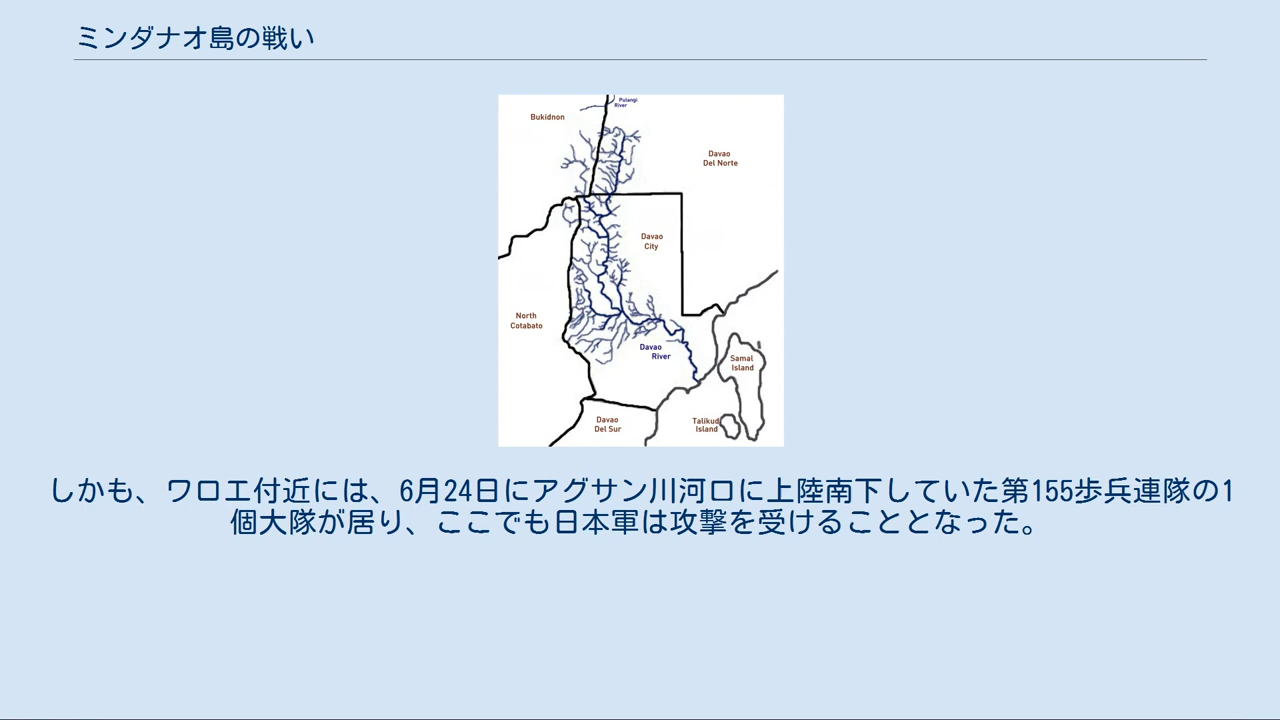 ミンダナオ島の戦い
Pulangi
River
Bukidnon
Davao
Del Norte
Davao
City
North
Cotabato
Davao
River
Samal
Island
Davao
Del Sur
Talikud
Island
しかも、ワロエ付近には、6月24日にアグサン川河口に上陸南下していた第155歩兵連隊の1
個大隊が居り、ここでも日本軍は攻撃を受けることとなった。